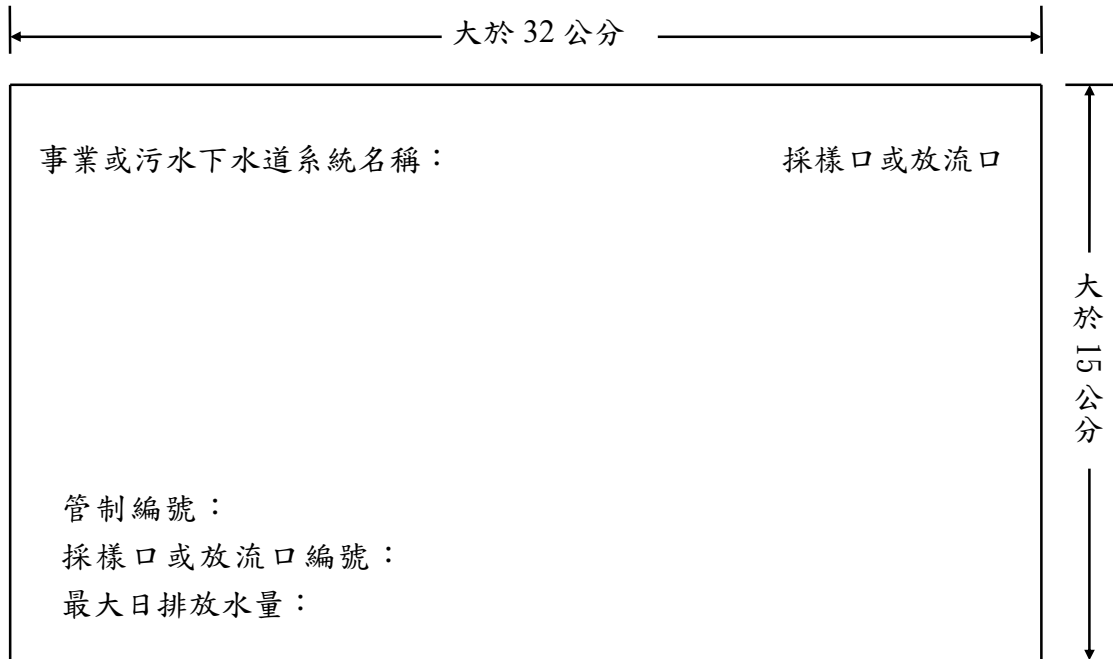 大於 32 公分
事業或污水下水道系統名稱：
採樣口或放流口
大於 15 公分
管制編號：
採樣口或放流口編號：
最大日排放水量：